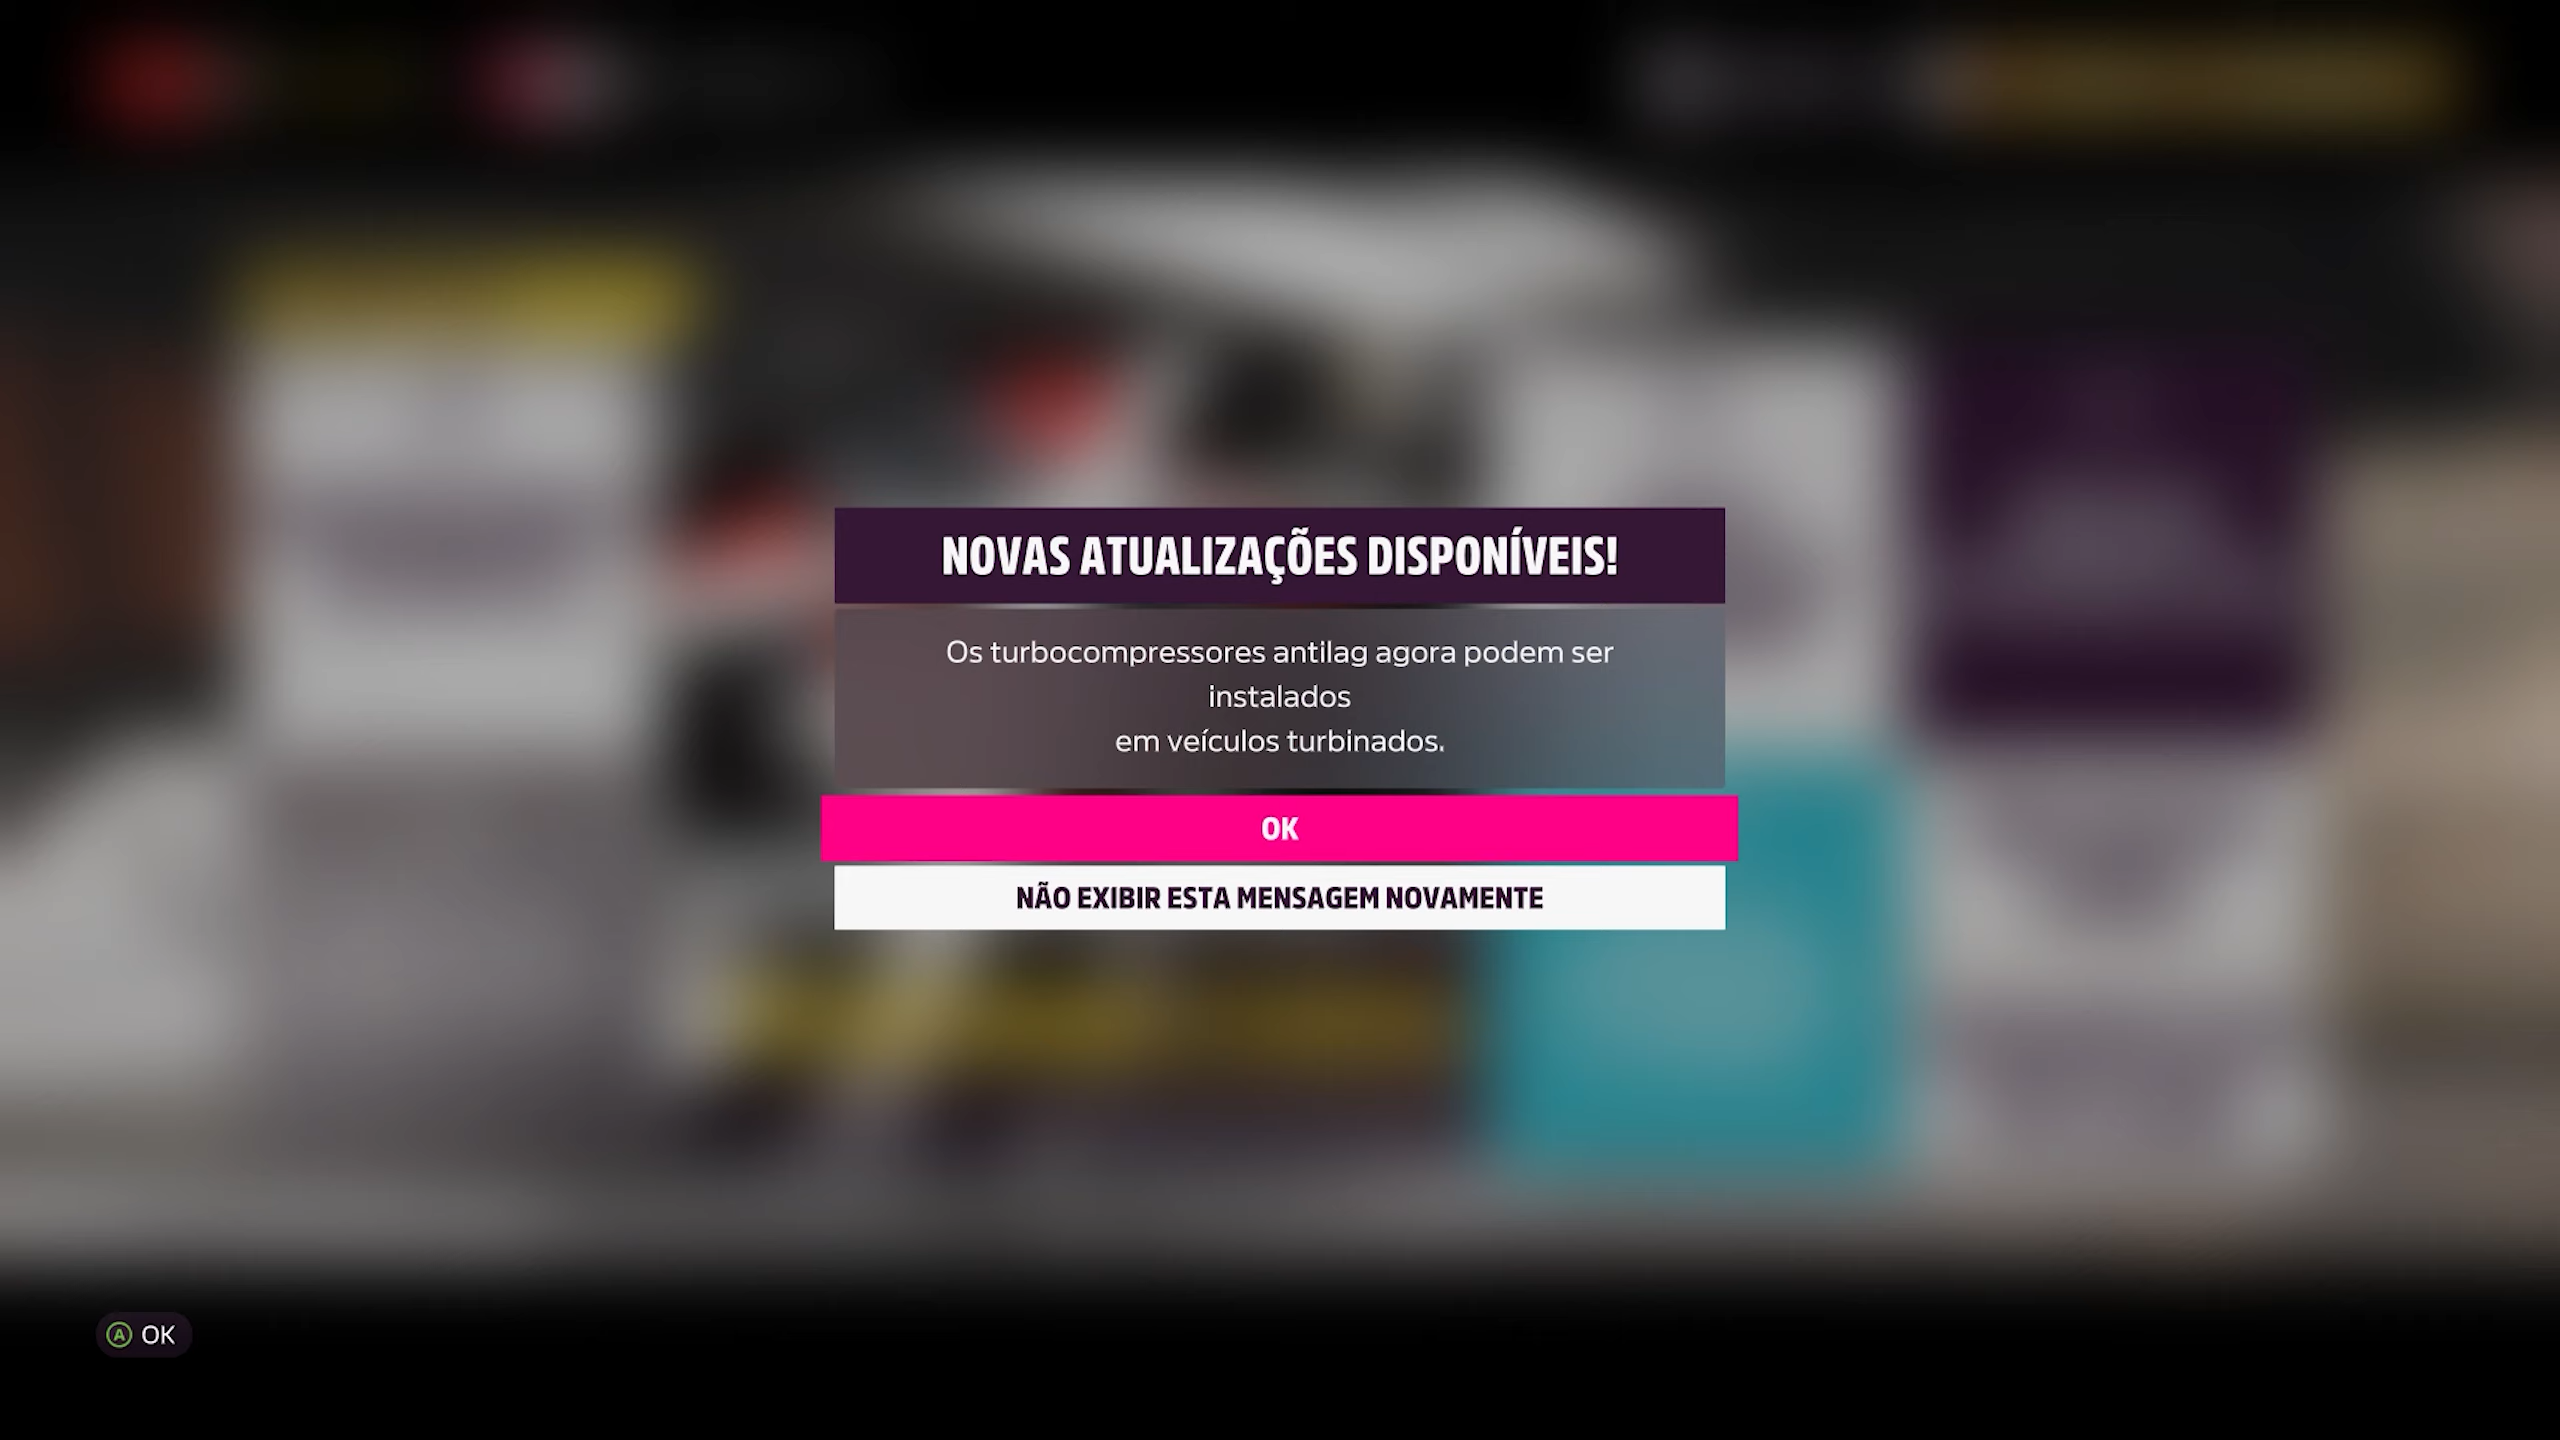 NOVAS ATUALIZAÇÕES DISPONÍVEIS!
Os turbocompressores antilag agora podem ser
instalados
em veículos turbinados.
OK
NÃO EXIBIR ESTA MENSAGEM NOVAMENTE
A OK